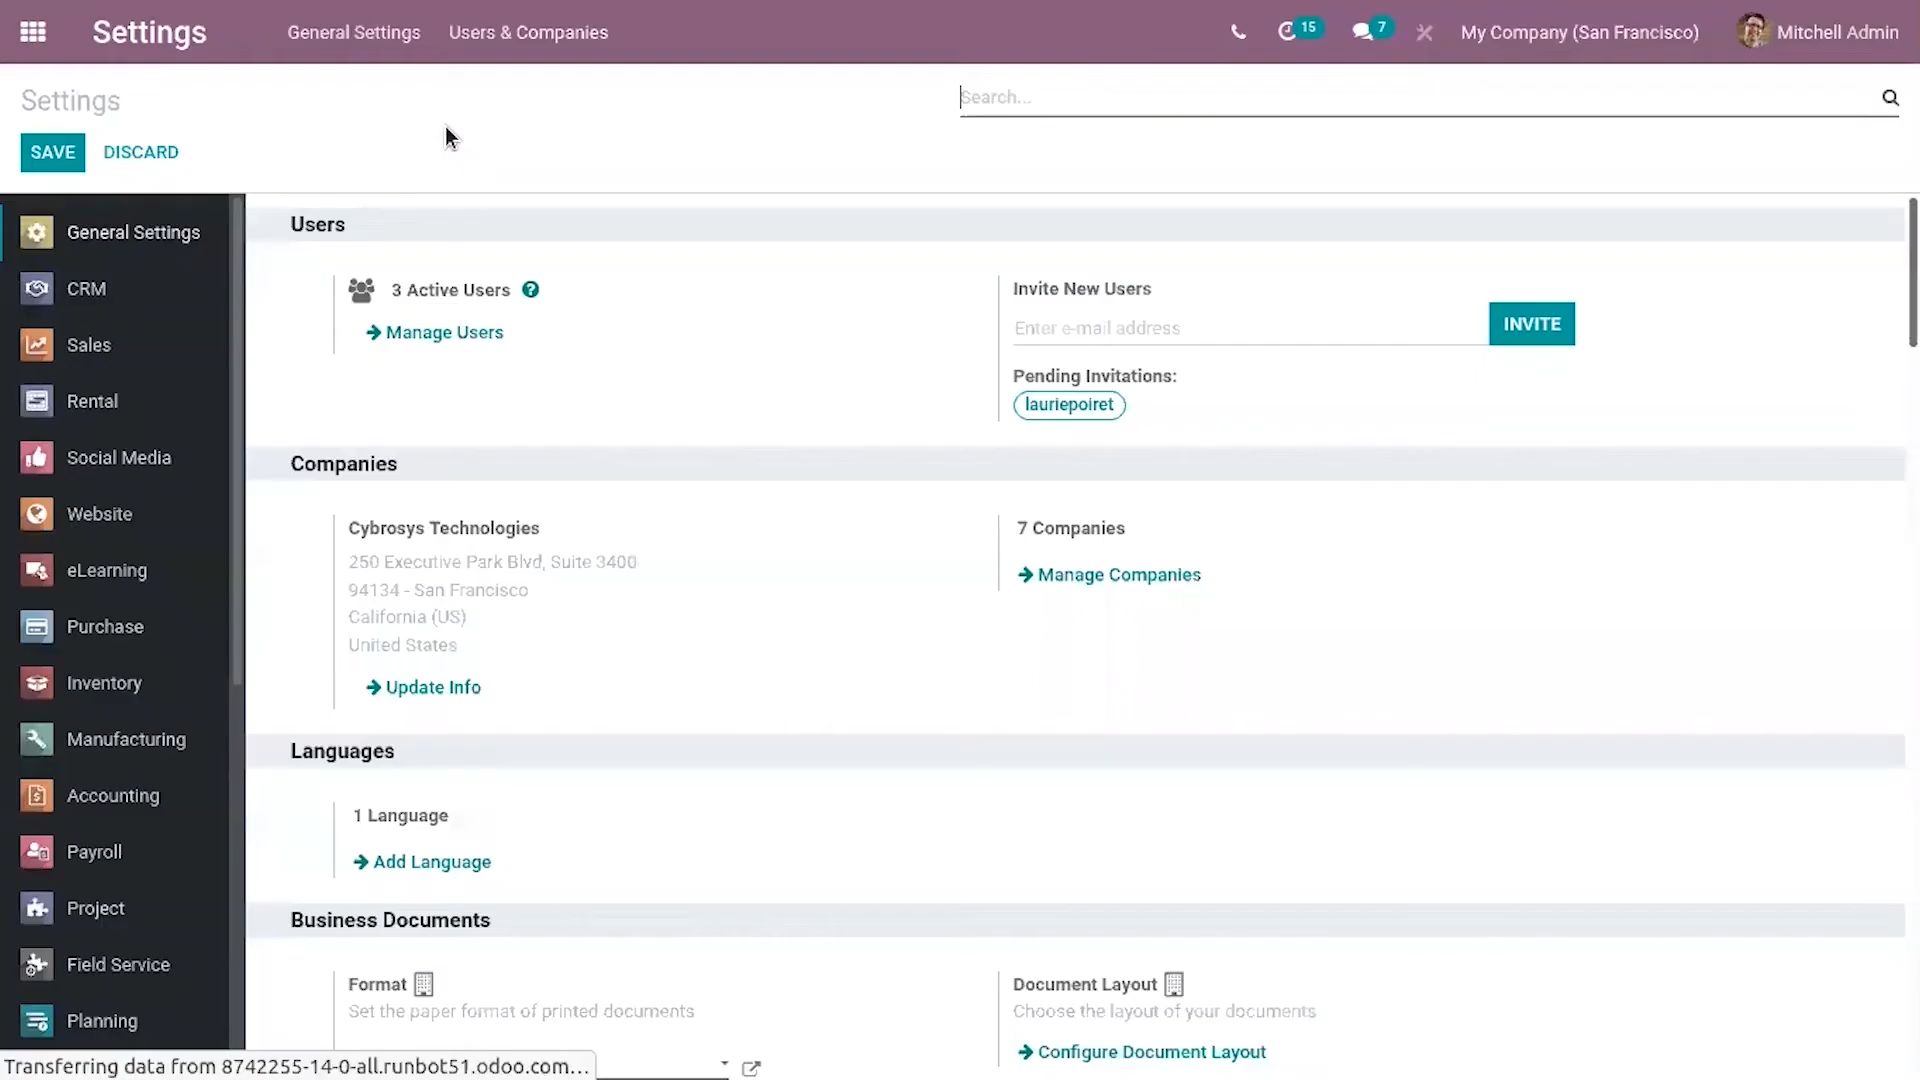 Settings
General Settings
Users & Companies
15
7
My Company (San Francisco)
Mitchell Admin
Settings
Search...
SAVE
DISCARD
General Settings
CRM
Sales
Rental
Social Media
Website
eLearning
Purchase
Inventory
Manufacturing
Accounting
Payroll
Project
Field Service
Planning
Users
3 Active Users
Manage Users
Invite New Users
Enter e-mail address
INVITE
Pending Invitations:
lauriepoiret
Companies
Cybrosys Technologies
250 Executive Park Blvd, Suite 3400
94134 - San Francisco
California (US)
United States
Update Info
7 Companies
Manage Companies
Languages
1 Language
Add Language
Business Documents
Format
Set the paper format of printed documents
Document Layout
Choose the layout of your documents
Configure Document Layout
Transferring data from 8742255-14-0-all.runbot51.odoo.com...